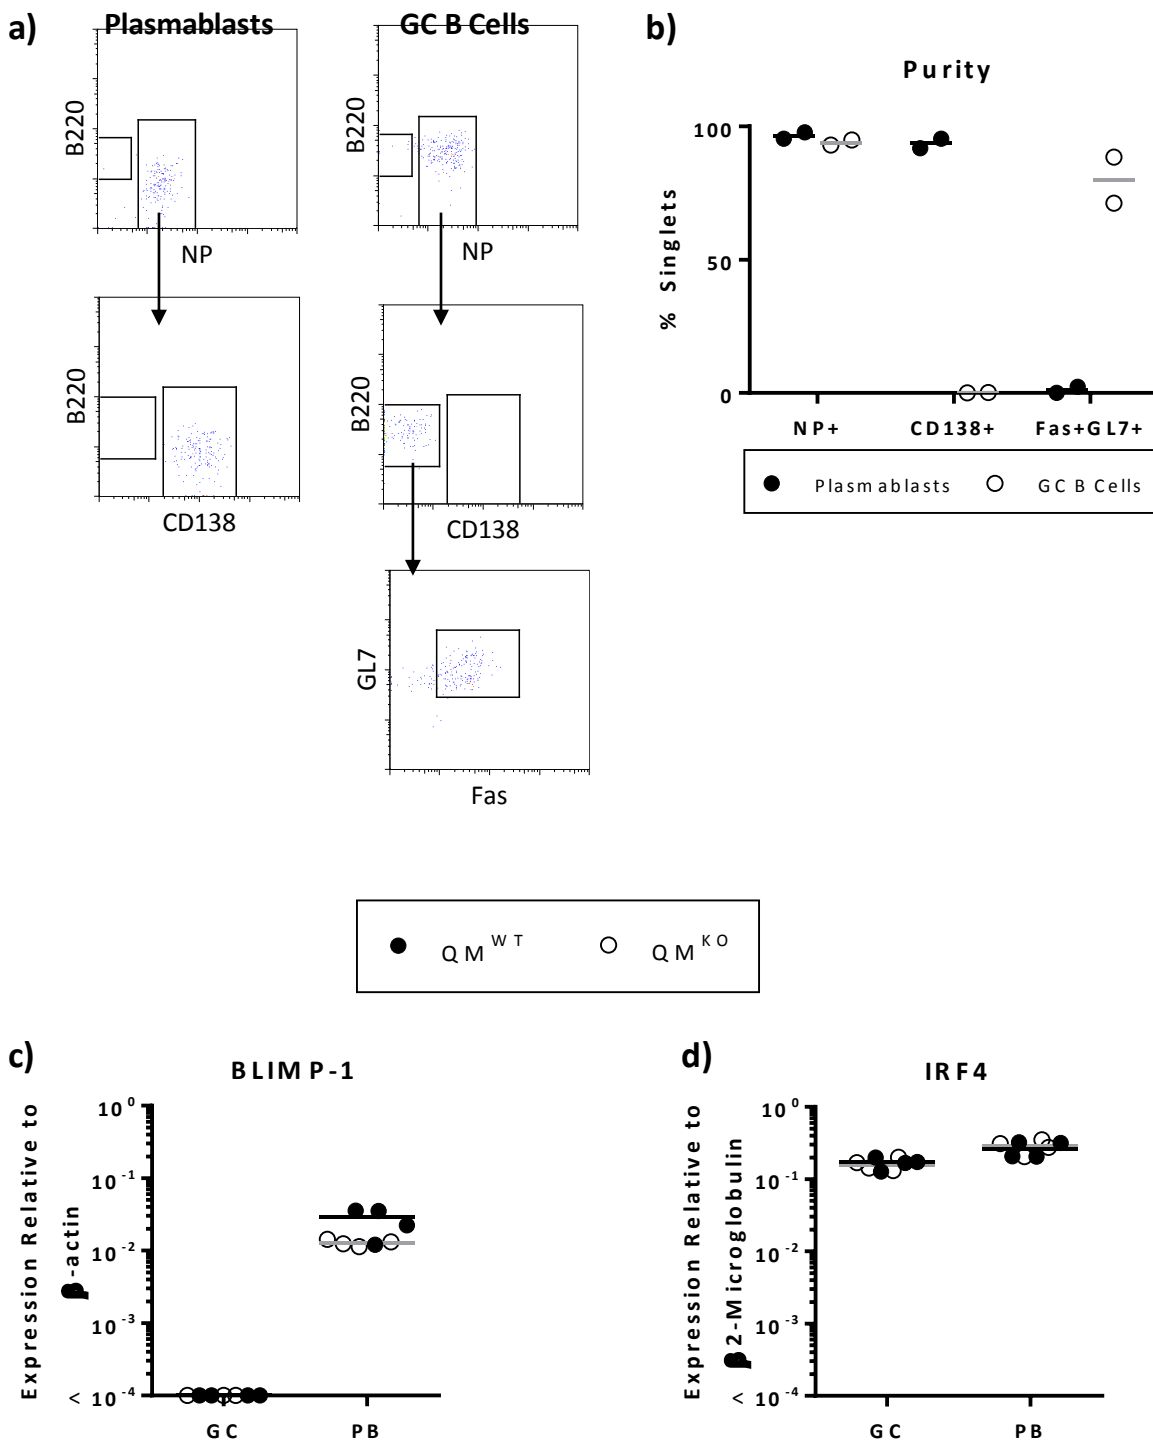 a)
Plasmablasts
GC B Cells
B220
NP
B220
NP
B220
CD138
B220
CD138
GL7
Fas
b)
Purity
% Singlets
100
50
0
NP+ CD138+ Fas+GL7+
Plasmablasts GC B Cells
QM^WT QM^KO
c)
BLIMP-1
Expression Relative to
β-actin
10^0
10^-1
10^-2
10^-3
< 10^-4
GC PB
d)
IRF4
Expression Relative to
β2-Microglobulin
10^0
10^-1
10^-2
10^-3
< 10^-4
GC PB